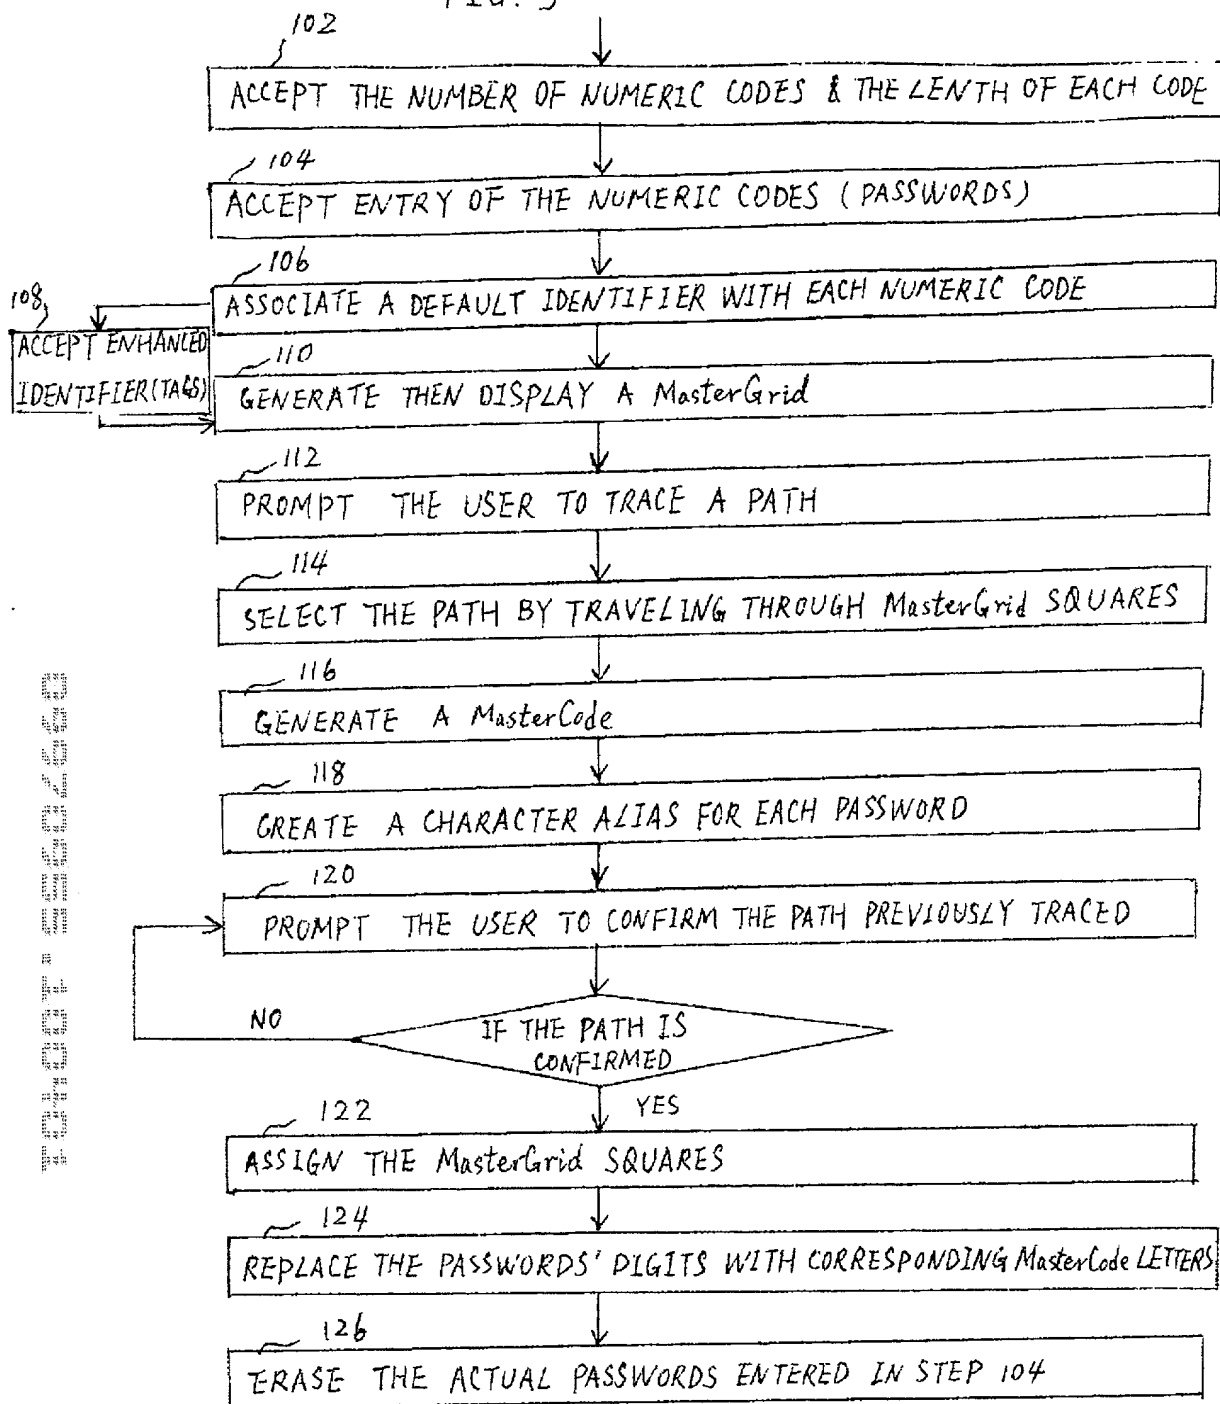 FIG. 3
102
ACCEPT THE NUMBER OF NUMERIC CODES & THE LENTH OF EACH CODE
104
ACCEPT ENTRY OF THE NUMERIC CODES (PASSWORDS)
106
ASSOCIATE A DEFAULT IDENTIFIER WITH EACH NUMERIC CODE
108
ACCEPT ENHANCED
IDENTIFIER(TAGS)
110
GENERATE THEN DISPLAY A MasterGrid
112
PROMPT THE USER TO TRACE A PATH
114
SELECT THE PATH BY TRAVELING THROUGH MasterGrid SQUARES
116
GENERATE A MasterCode
118
CREATE A CHARACTER ALIAS FOR EACH PASSWORD
120
PROMPT THE USER TO CONFIRM THE PATH PREVIOUSLY TRACED
NO
IF THE PATH IS
CONFIRMED
YES
122
ASSIGN THE MasterGrid SQUARES
124
REPLACE THE PASSWORDS' DIGITS WITH CORRESPONDING MasterCode LETTERS
126
ERASE THE ACTUAL PASSWORDS ENTERED IN STEP 104